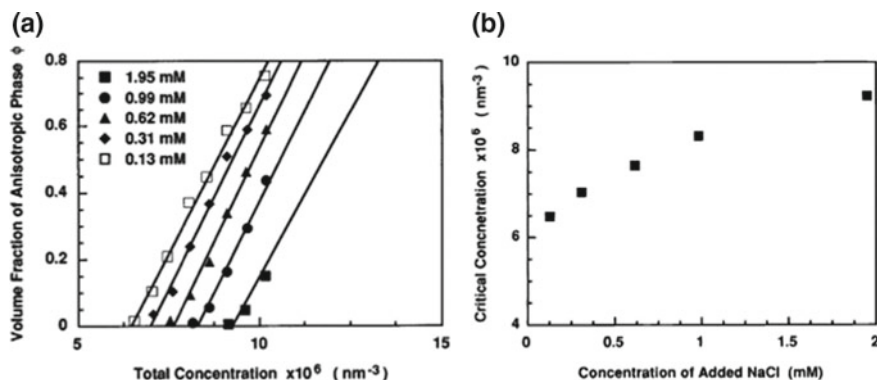 (a)
Volume Fraction of Anisotropic Phase ϕ
0.8
0.6
0.4
0.2
0
■ 1.95 mM
● 0.99 mM
▲ 0.62 mM
◆ 0.31 mM
□ 0.13 mM
5
10
15
Total Concentration x10⁶ (nm⁻³)
(b)
Critical Concnetration x10⁶ (nm⁻³)
10
8
6
4
0
0.5
1
1.5
2
Concentration of Added NaCl (mM)